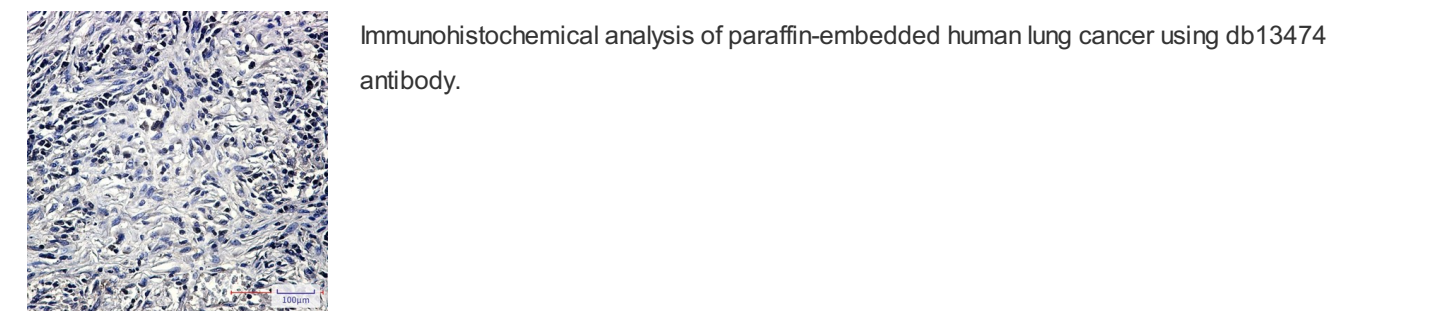 Immunohistochemical analysis of paraffin-embedded human lung cancer using db13474
antibody.
100μm